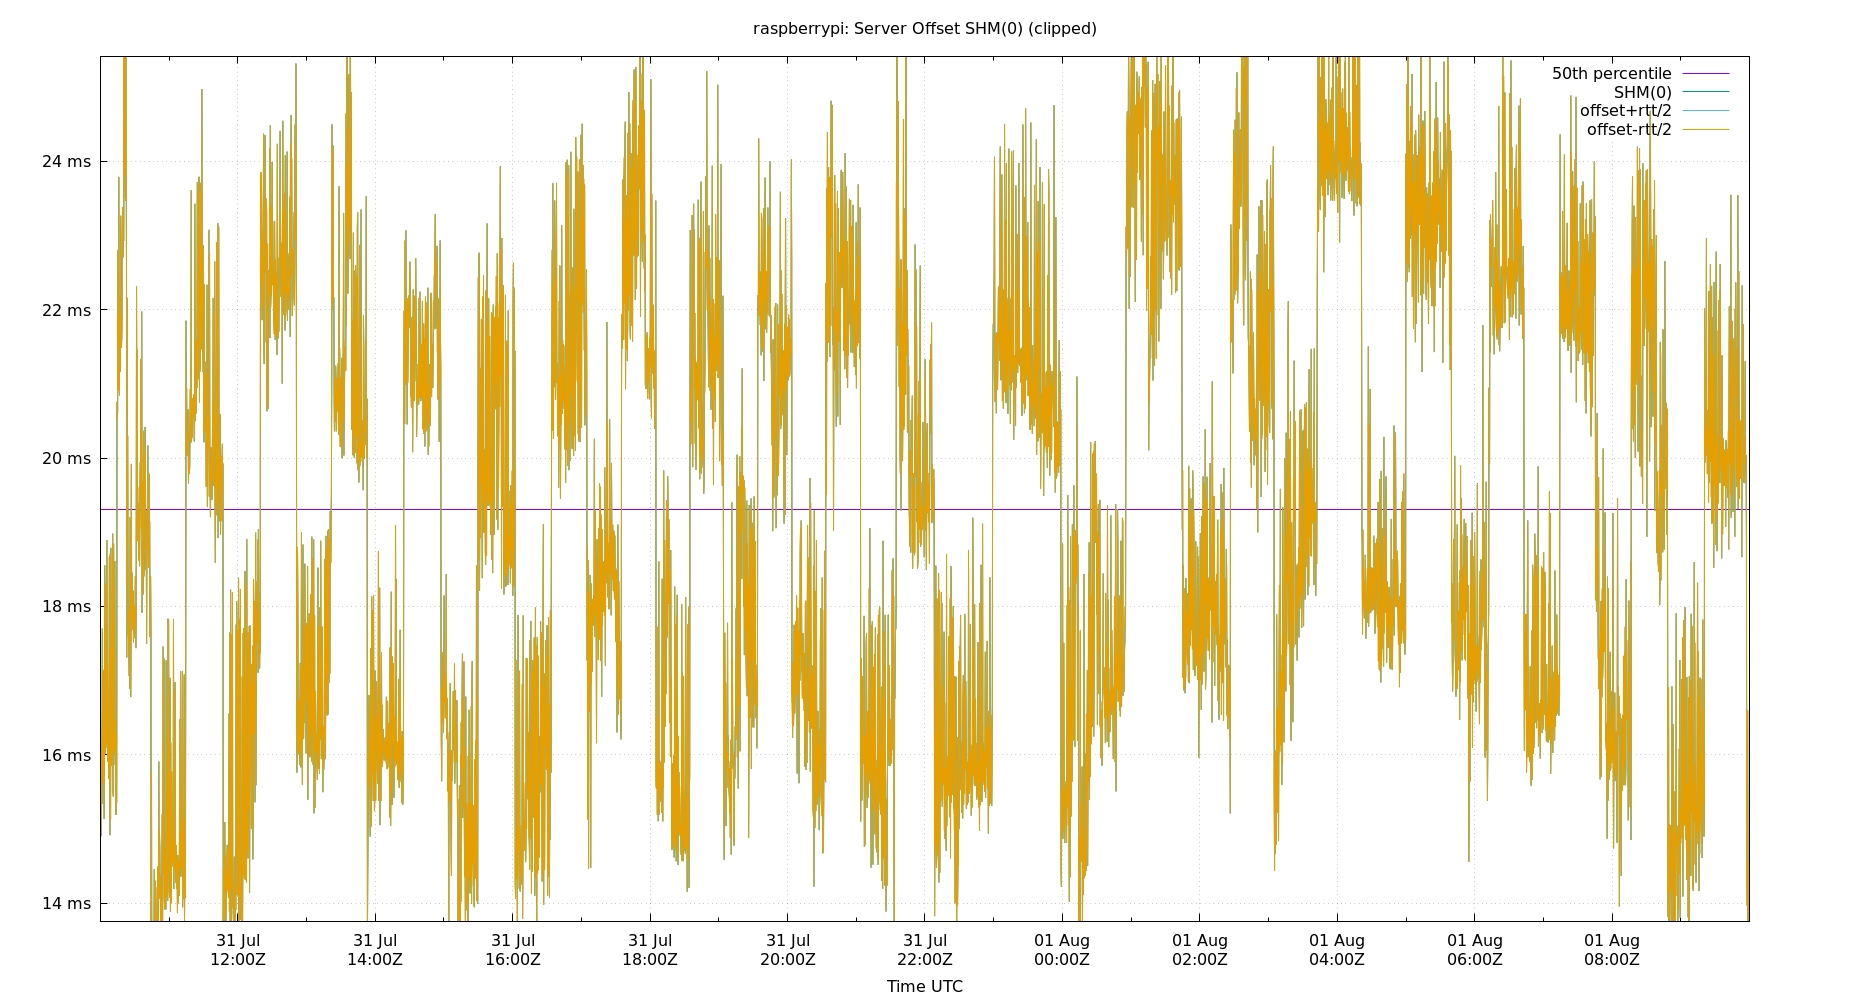 raspberrypi: Server Offset SHM(0) (clipped)
50th percentile
SHM(0)
offset+rtt/2
offset-rtt/2
24 ms
22 ms
20 ms
18 ms
16 ms
14 ms
31 Jul 31 Jul 31 Jul 31 Jul 31 Jul 31 Jul 01 Aug 01 Aug 01 Aug 01 Aug 01 Aug
12:00Z 14:00Z 16:00Z 18:00Z 20:00Z 22:00Z 00:00Z 02:00Z 04:00Z 06:00Z 08:00Z
Time UTC